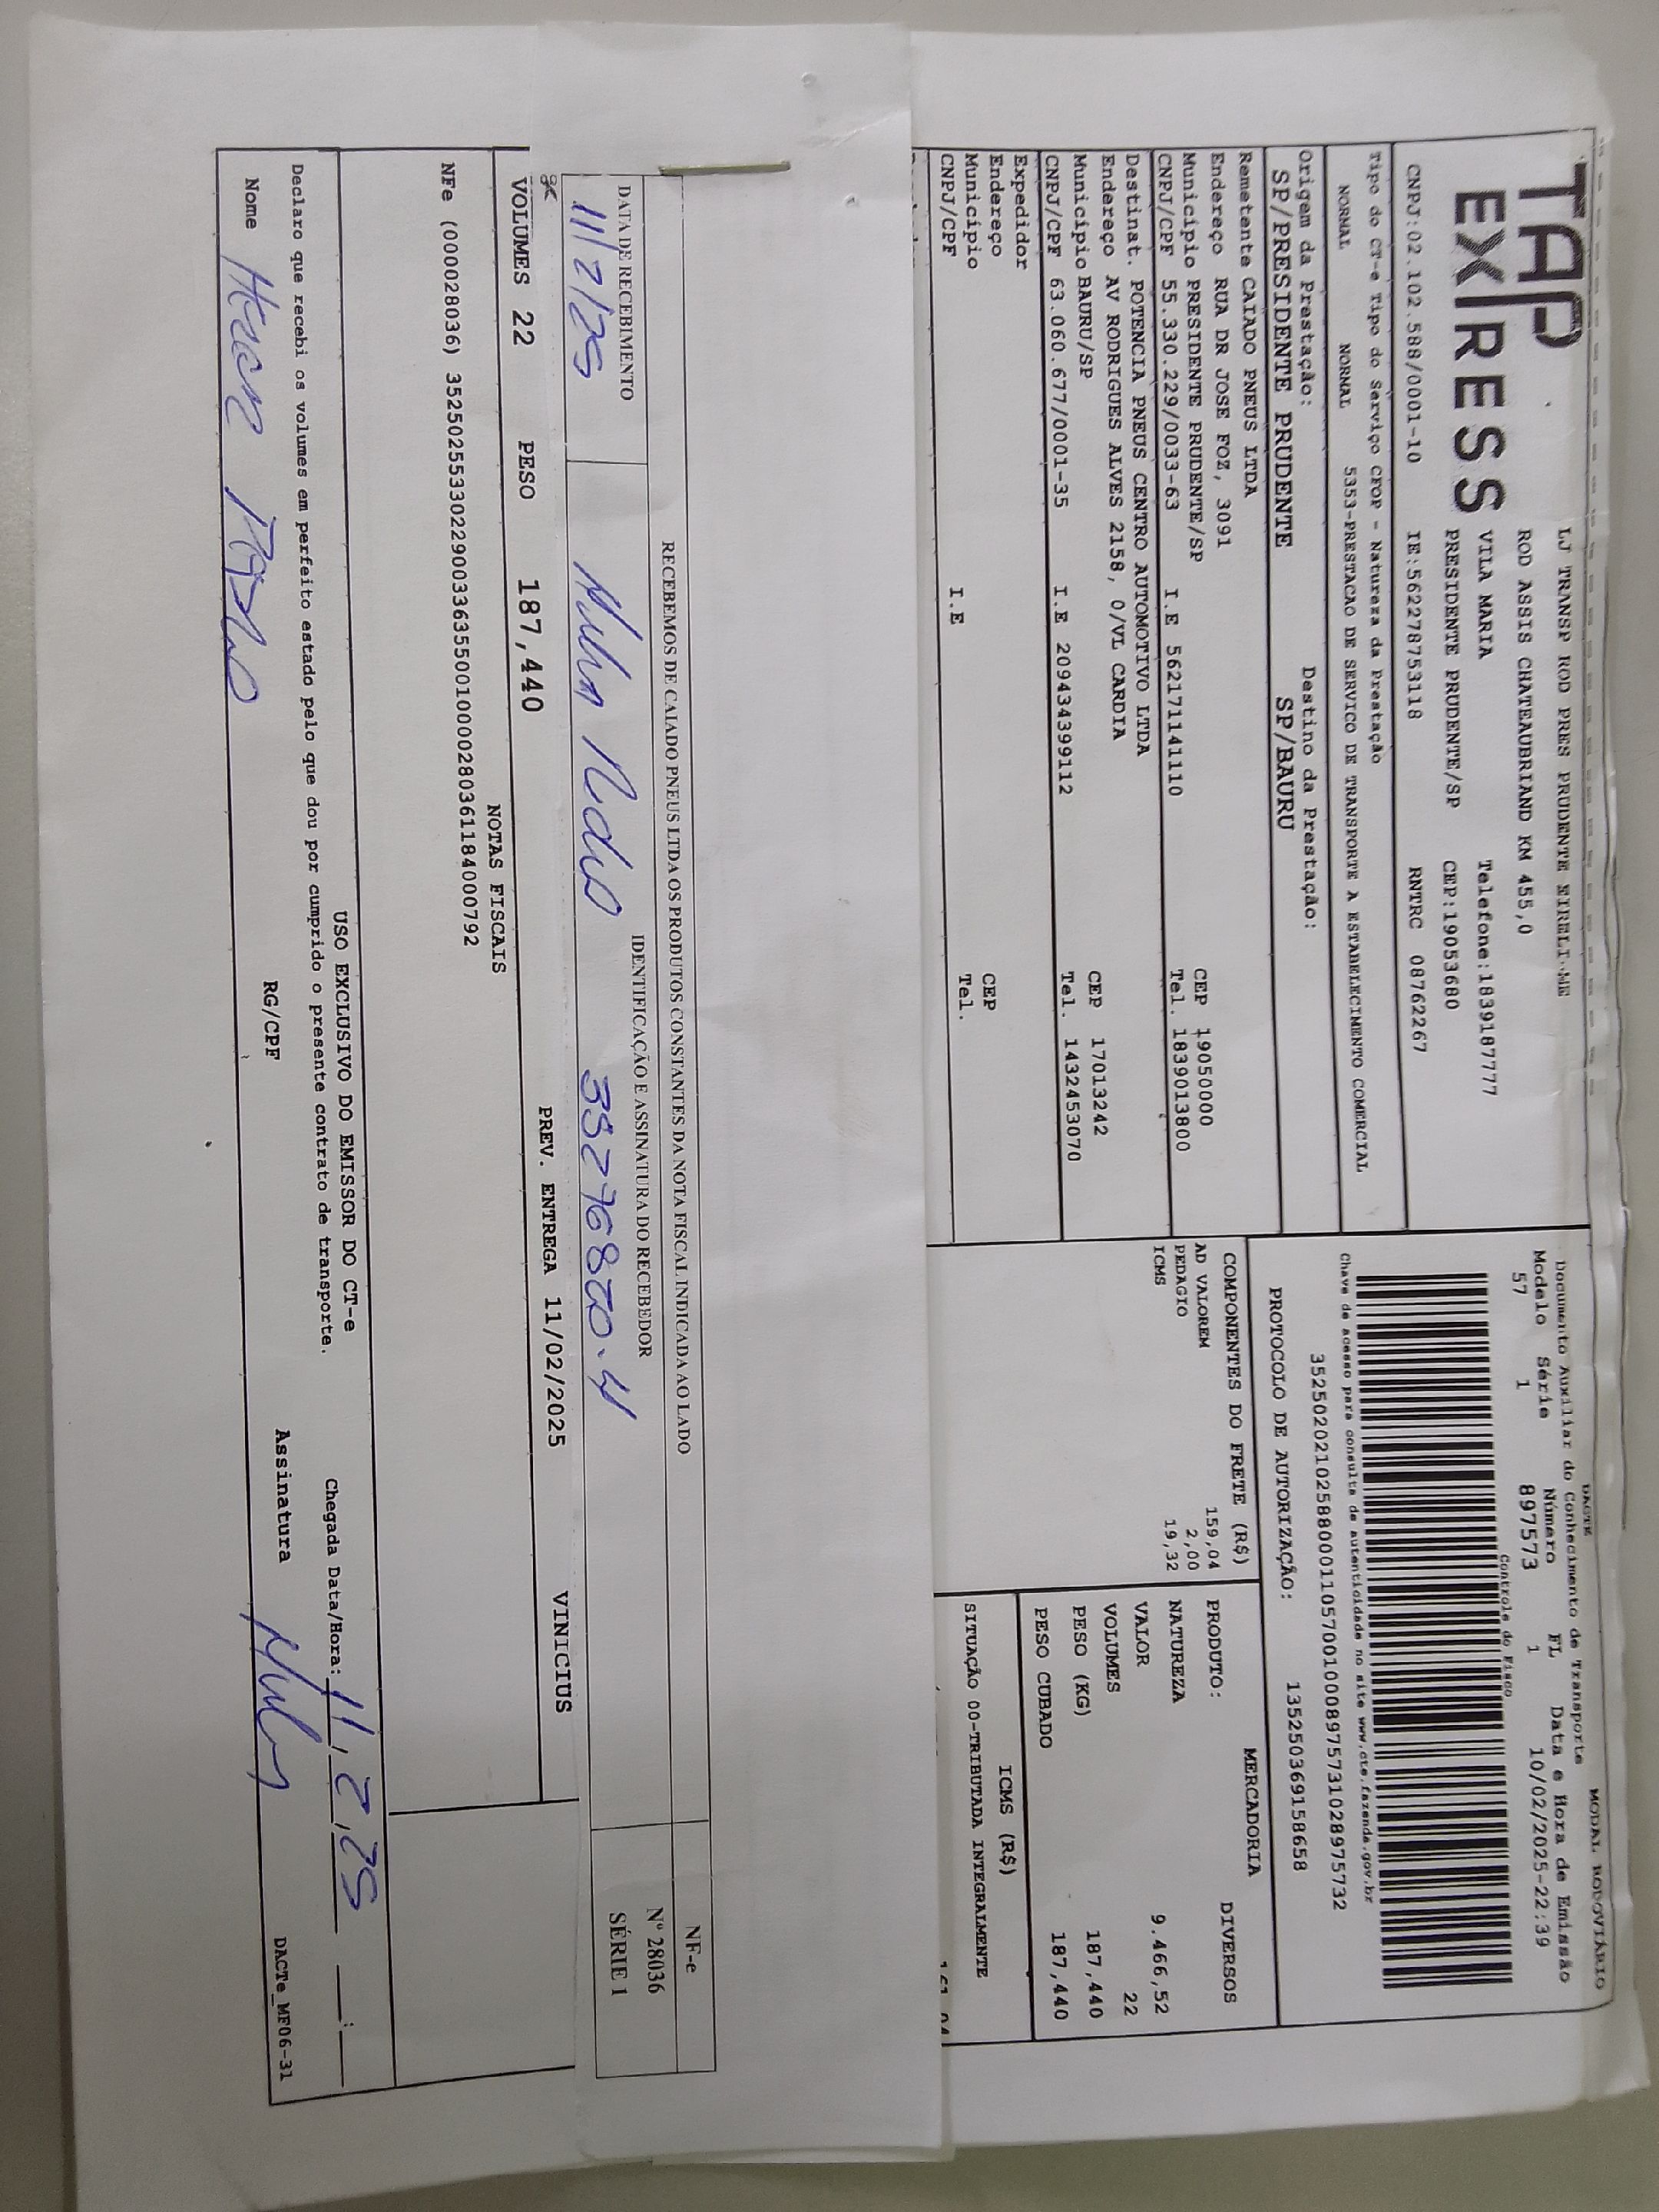 TAP
EXPRESS
LJ TRANSP ROD PRES PRUDENTE EIRELI-ME
ROD ASSIS CHATEAUBRIAND KM 455,0
VILA MARIA Telefone:1839187777
PRESIDENTE PRUDENTE/SP CEP:19053680
CNPJ:02.102.588/0001-10 IE:562278753118 RNTRC 08762267
Tipo do CT-e Tipo do Serviço CFOP - Natureza da Prestação
NORMAL NORMAL 5353-PRESTACAO DE SERVICO DE TRANSPORTE A ESTABELECIMENTO COMERCIAL
Origem da Prestação: Destino da Prestação:
SP/PRESIDENTE PRUDENTE SP/BAURU
Remetente CAIADO PNEUS LTDA
Endereço RUA DR JOSE FOZ, 3091
Município PRESIDENTE PRUDENTE/SP CEP 19050000
CNPJ/CPF 55.330.229/0033-63 I.E 562171141110 Tel. 1839013800
Destinat. POTENCIA PNEUS CENTRO AUTOMOTIVO LTDA
Endereço AV RODRIGUES ALVES 2158, 0/VL CARDIA
Município BAURU/SP CEP 17013242
CNPJ/CPF 63.060.677/0001-35 I.E 209434399112 Tel. 1432453070
Expedidor
Endereço
Município CEP
CNPJ/CPF I.E Tel.
DACTE MODAL RODOVIÁRIO
Documento Auxiliar do Conhecimento de Transporte
Modelo Série Número FL Data e Hora de Emissão
57 1 897573 1 10/02/2025-22:39
Controle do Fisco
Chave de acesso para consulta de autenticidade no site www.cte.fazenda.gov.br
35250202102588000110570010008975731028975732
PROTOCOLO DE AUTORIZAÇÃO: 135250369158658
COMPONENTES DO FRETE (R$)
AD VALOREM 159,04
PEDAGIO 2,00
ICMS 19,32
MERCADORIA
PRODUTO: DIVERSOS
NATUREZA
VALOR 9.466,52
VOLUMES 22
PESO (KG) 187,440
PESO CUBADO 187,440
ICMS (R$)
SITUAÇÃO 00-TRIBUTADA INTEGRALMENTE
RECEBEMOS DE CAIADO PNEUS LTDA OS PRODUTOS CONSTANTES DA NOTA FISCAL INDICADA AO LADO
NF-e
Nº 28036
SÉRIE 1
DATA DE RECEBIMENTO IDENTIFICAÇÃO E ASSINATURA DO RECEBEDOR
11/2/25
VOLUMES 22 PESO 187,440 PREV. ENTREGA 11/02/2025 VINICIUS
NOTAS FISCAIS
NFe (000028036) 35250255330229003363550010000280361184000792
USO EXCLUSIVO DO EMISSOR DO CT-e
Declaro que recebi os volumes em perfeito estado pelo que dou por cumprido o presente contrato de transporte.
Chegada Data/Hora: 11/2/25
Nome RG/CPF Assinatura
DACTe_MF06-31